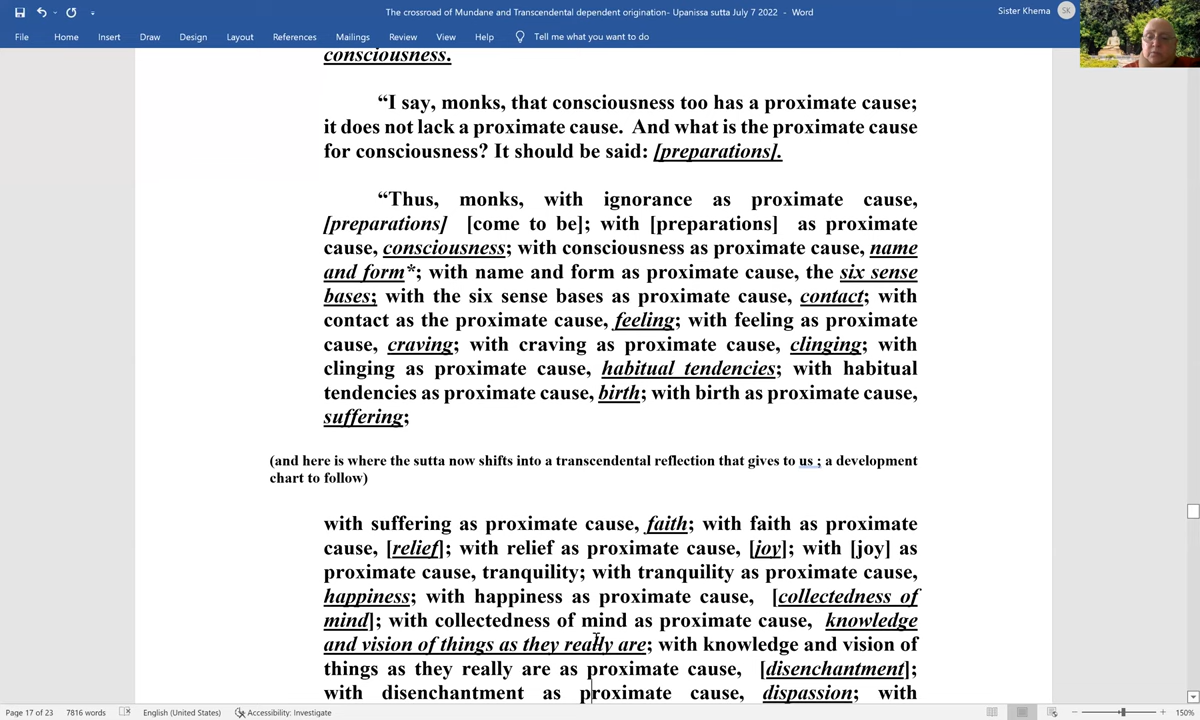 The crossroad of Mundane and Transcendental dependent origination- Upanissa sutta July 7 2022 - Word
Sister Khema SK
File Home Insert Draw Design Layout References Mailings Review View Help Tell me what you want to do
consciousness.
“I say, monks, that consciousness too has a proximate cause;
it does not lack a proximate cause. And what is the proximate cause
for consciousness? It should be said: [preparations].
“Thus, monks, with ignorance as proximate cause,
[preparations] [come to be]; with [preparations] as proximate
cause, consciousness; with consciousness as proximate cause, name
and form*; with name and form as proximate cause, the six sense
bases; with the six sense bases as proximate cause, contact; with
contact as the proximate cause, feeling; with feeling as proximate
cause, craving; with craving as proximate cause, clinging; with
clinging as proximate cause, habitual tendencies; with habitual
tendencies as proximate cause, birth; with birth as proximate cause,
suffering;
(and here is where the sutta now shifts into a transcendental reflection that gives to us ; a development
chart to follow)
with suffering as proximate cause, faith; with faith as proximate
cause, [relief]; with relief as proximate cause, [joy]; with [joy] as
proximate cause, tranquility; with tranquility as proximate cause,
happiness; with happiness as proximate cause, [collectedness of
mind]; with collectedness of mind as proximate cause, knowledge
and vision of things as they really are; with knowledge and vision of
things as they really are as proximate cause, [disenchantment];
with disenchantment as proximate cause, dispassion; with
Page 17 of 23 7816 words English (United States) Accessibility: Investigate 150%